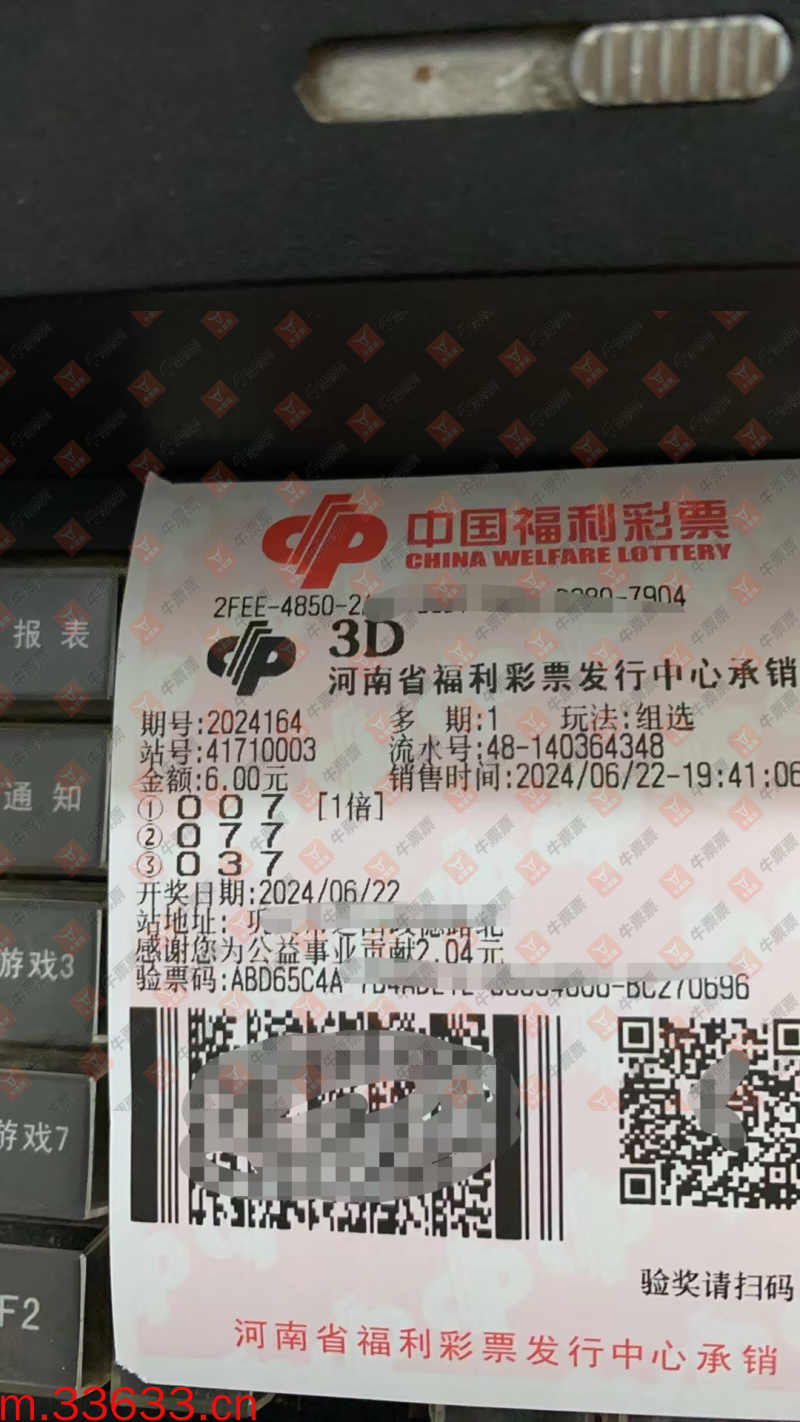 中国福利彩票
CHINA WELFARE LOTTERY
2FEE-4850-2 -7904
3D
河南省福利彩票发行中心承销
期号:2024164 多 期:1 玩法:组选
站号:41710003 流水号:48-140364348
金额:6.00元 销售时间:2024/06/22-19:41:06
① 0 0 7 [1倍]
② 0 7 7
③ 0 3 7
开奖日期:2024/06/22
站地址:
感谢您为公益事业贡献2.04元
验票码:ABD65C4A -BC270696
验奖请扫码
河南省福利彩票发行中心承销
报 表
通 知
游戏3
游戏7
F2
牛票票
m.33633.cn